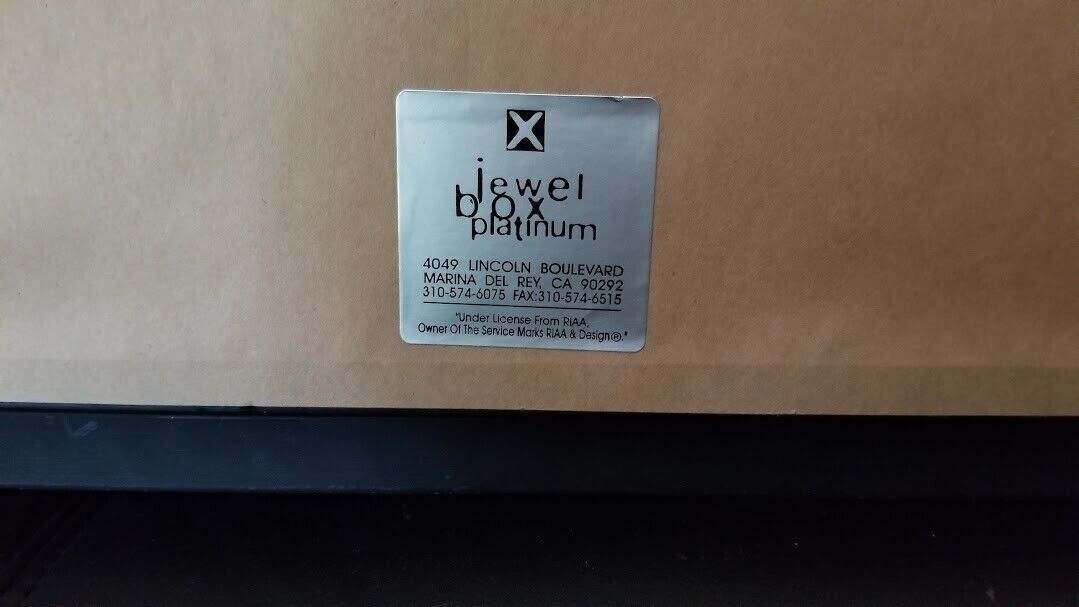 X
jewel
box
platinum
4049 LINCOLN BOULEVARD
MARINA DEL REY, CA 90292
310-574-6075 FAX:310-574-6515
"Under License From RIAA,
Owner Of The Service Marks RIAA & Design®."